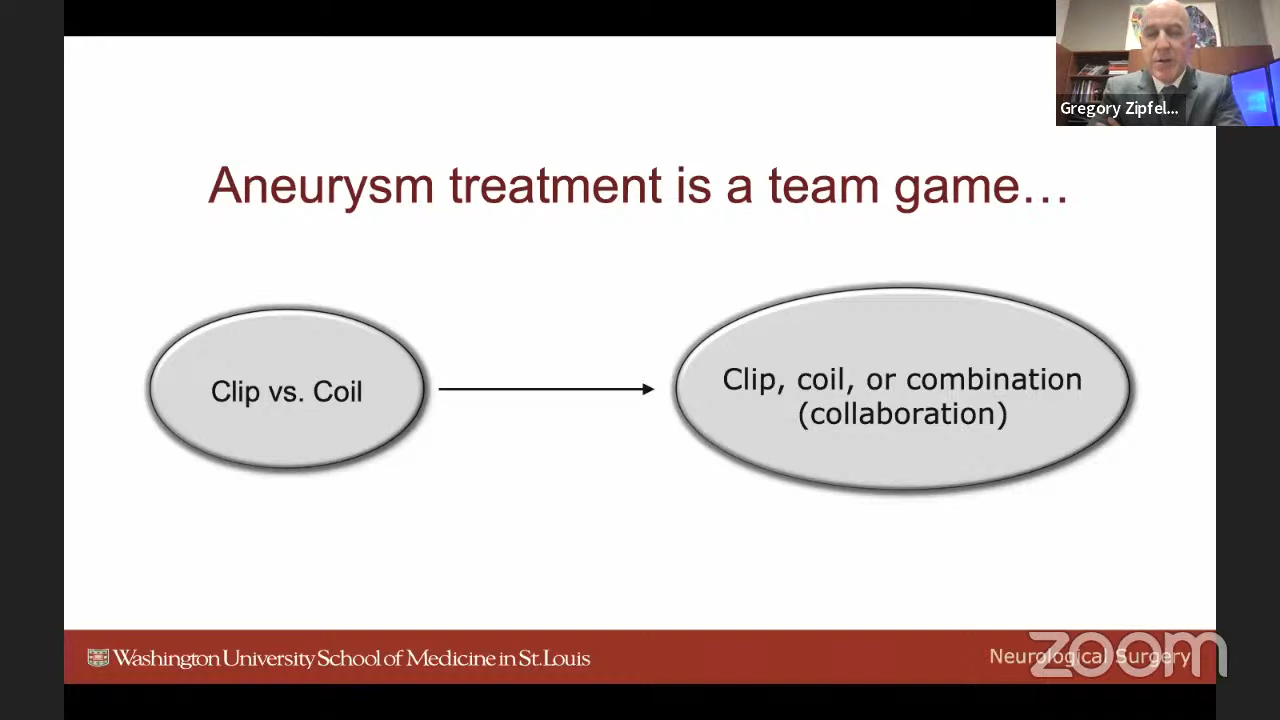 Gregory Zipfel...
Aneurysm treatment is a team game…
Clip vs. Coil
Clip, coil, or combination
(collaboration)
Washington University School of Medicine in St. Louis
Neurological Surgery
zoom